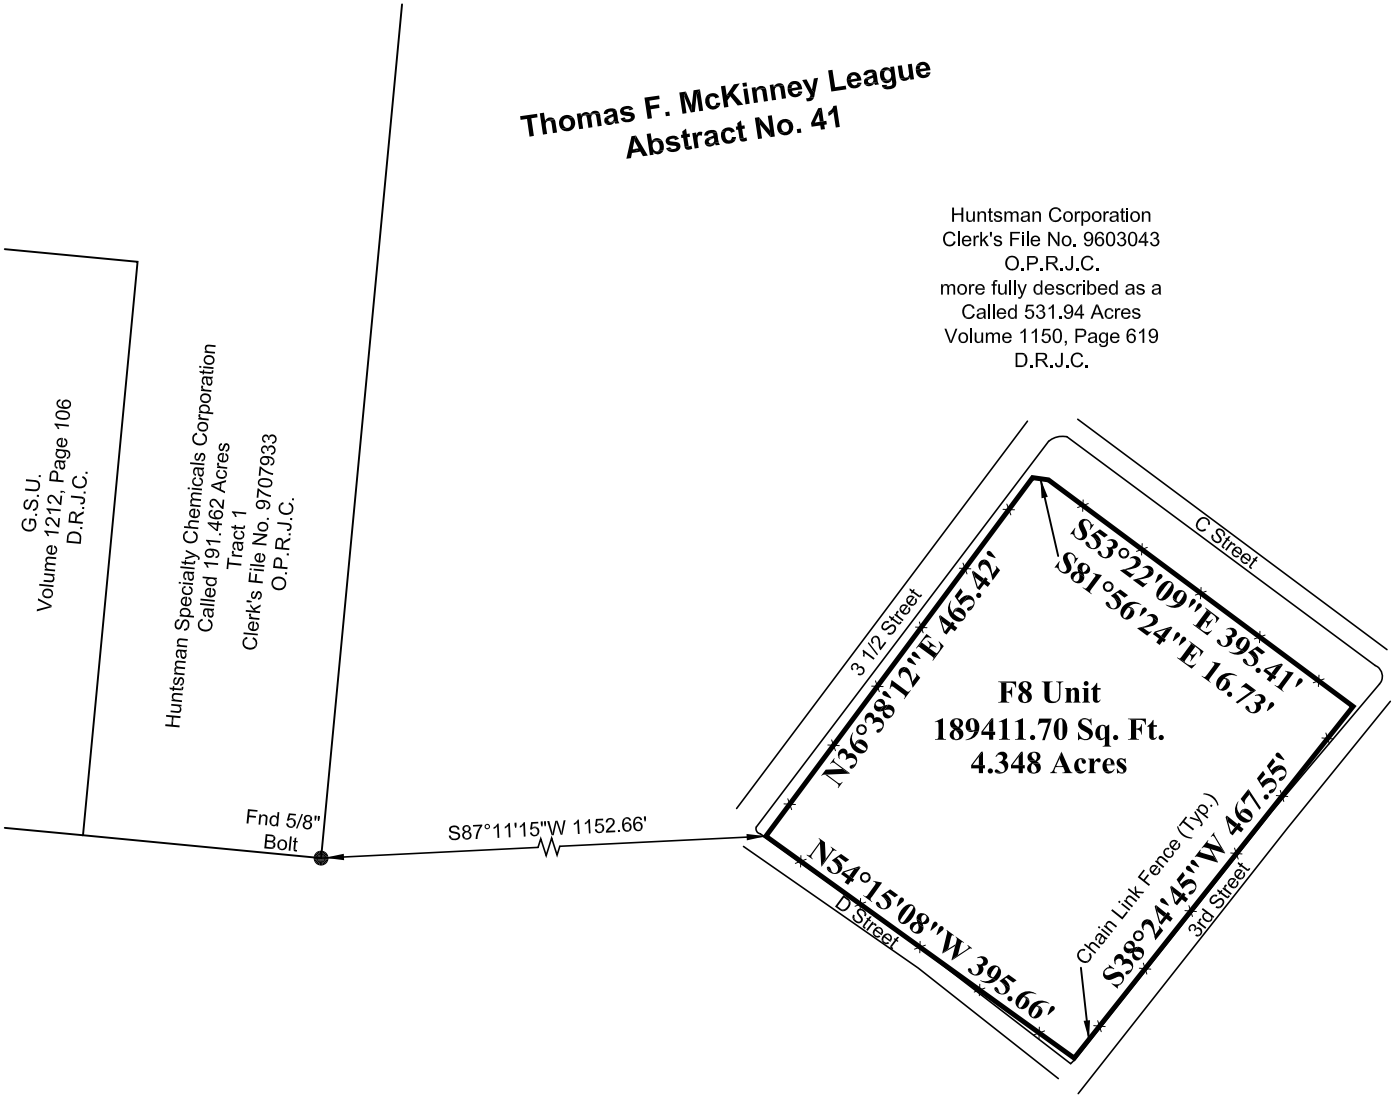 Thomas F. McKinney League
Abstract No. 41
Huntsman Corporation
Clerk's File No. 9603043
O.P.R.J.C.
more fully described as a
Called 531.94 Acres
Volume 1150, Page 619
D.R.J.C.
G.S.U.
Volume 1212, Page 106
D.R.J.C.
Huntsman Specialty Chemicals Corporation
Called 191.462 Acres
Tract 1
Clerk's File No. 9707933
O.P.R.J.C.
Fnd 5/8"
Bolt
S87°11'15"W 1152.66'
3 1/2 Street
N36°38'12"E 465.42'
C Street
S53°22'09"E 395.41'
S81°56'24"E 16.73'
F8 Unit
189411.70 Sq. Ft.
4.348 Acres
Chain Link Fence (Typ.)
S38°24'45"W 467.55'
3rd Street
N54°15'08"W 395.66'
D Street